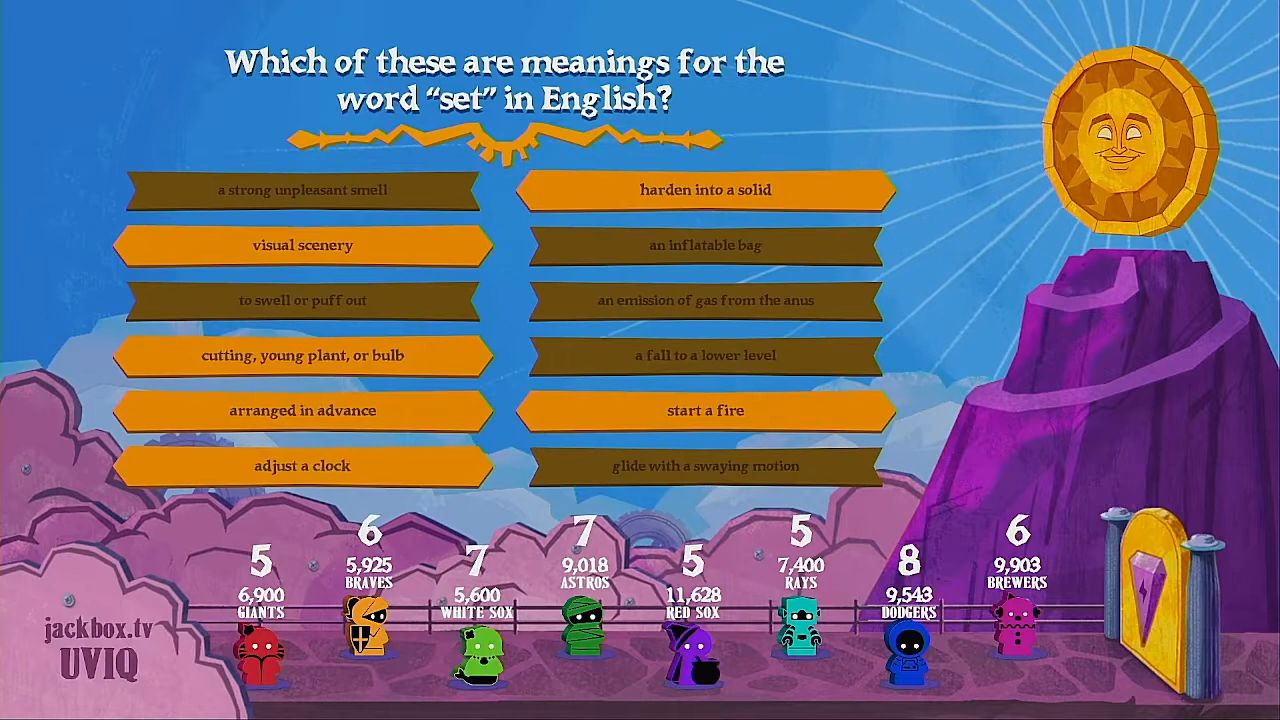 Which of these are meanings for the
word “set” in English?
a strong unpleasant smell
harden into a solid
visual scenery
an inflatable bag
to swell or puff out
an emission of gas from the anus
cutting, young plant, or bulb
a fall to a lower level
arranged in advance
start a fire
adjust a clock
glide with a swaying motion
5
6,900
GIANTS
6
5,925
BRAVES
7
5,600
WHITE SOX
7
9,018
ASTROS
5
11,628
RED SOX
5
7,400
RAYS
8
9,543
DODGERS
6
9,903
BREWERS
jackbox.tv
UVIQ